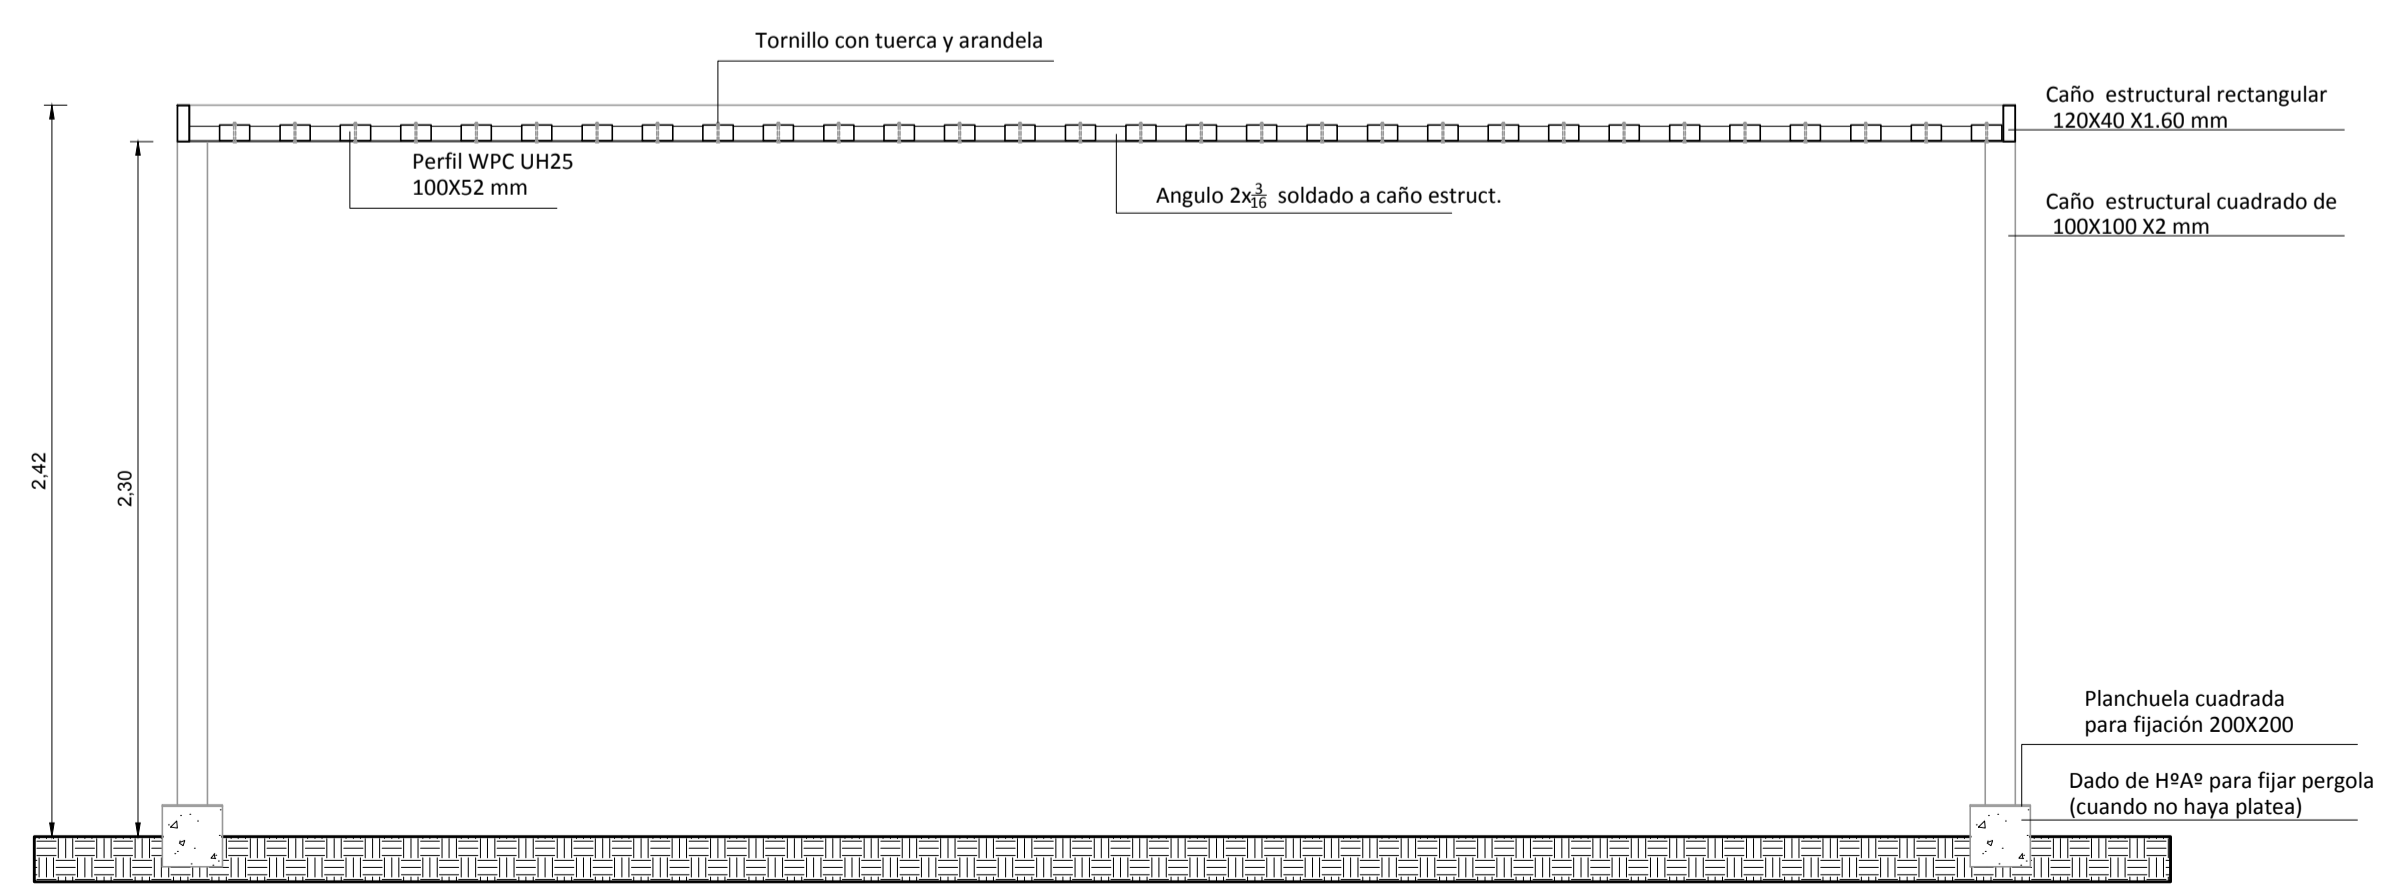 Tornillo con tuerca y arandela
Caño estructural rectangular
120X40 X1.60 mm
Perfil WPC UH25
100X52 mm
Angulo 2x3/16 soldado a caño estruct.
Caño estructural cuadrado de
100X100 X2 mm
2,42
2,30
Planchuela cuadrada
para fijación 200X200
Dado de HºAº para fijar pergola
(cuando no haya platea)